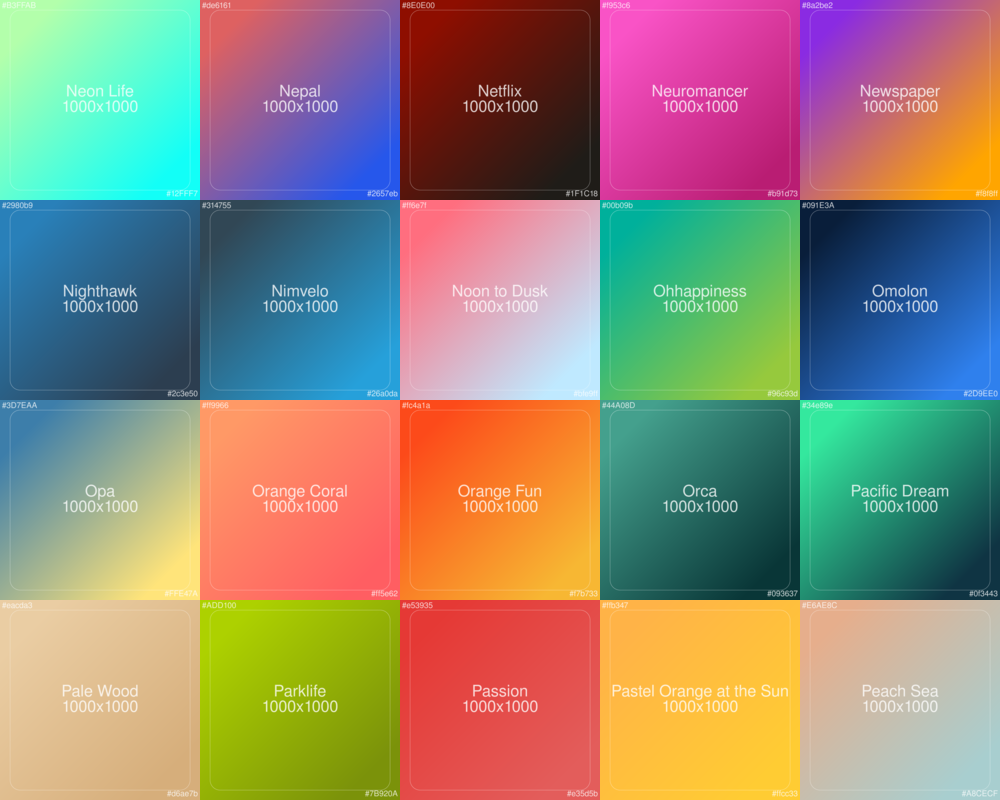 #de6161
#8E0E00
#f953c6
#8a2be2
Neon Life
1000x1000
Nepal
1000x1000
Netflix
1000x1000
Neuromancer
1000x1000
Newspaper
1000x1000
#12FFF7
#2657eb
#1F1C18
#b91d73
#2980b9
#314755
#ff6e7f
#00b09b
#091E3A
Nighthawk
1000x1000
Nimvelo
1000x1000
Noon to Dusk
1000x1000
Ohhappiness
1000x1000
Omolon
1000x1000
#2c3e50
#26a0da
#96c93d
#2D9EE0
#3D7EAA
#ff9966
#fc4a1a
#44A08D
#34e89e
Opa
1000x1000
Orange Coral
1000x1000
Orange Fun
1000x1000
Orca
1000x1000
Pacific Dream
1000x1000
#FFE47A
#ff5e62
#f7b733
#093637
#0f3443
#eacda3
#ADD100
#e53935
#ffb347
#E6AE8C
Pale Wood
1000x1000
Parklife
1000x1000
Passion
1000x1000
Pastel Orange at the Sun
1000x1000
Peach Sea
1000x1000
#d6ae7b
#7B920A
#e35d5b
#ffcc33
#A8CECF